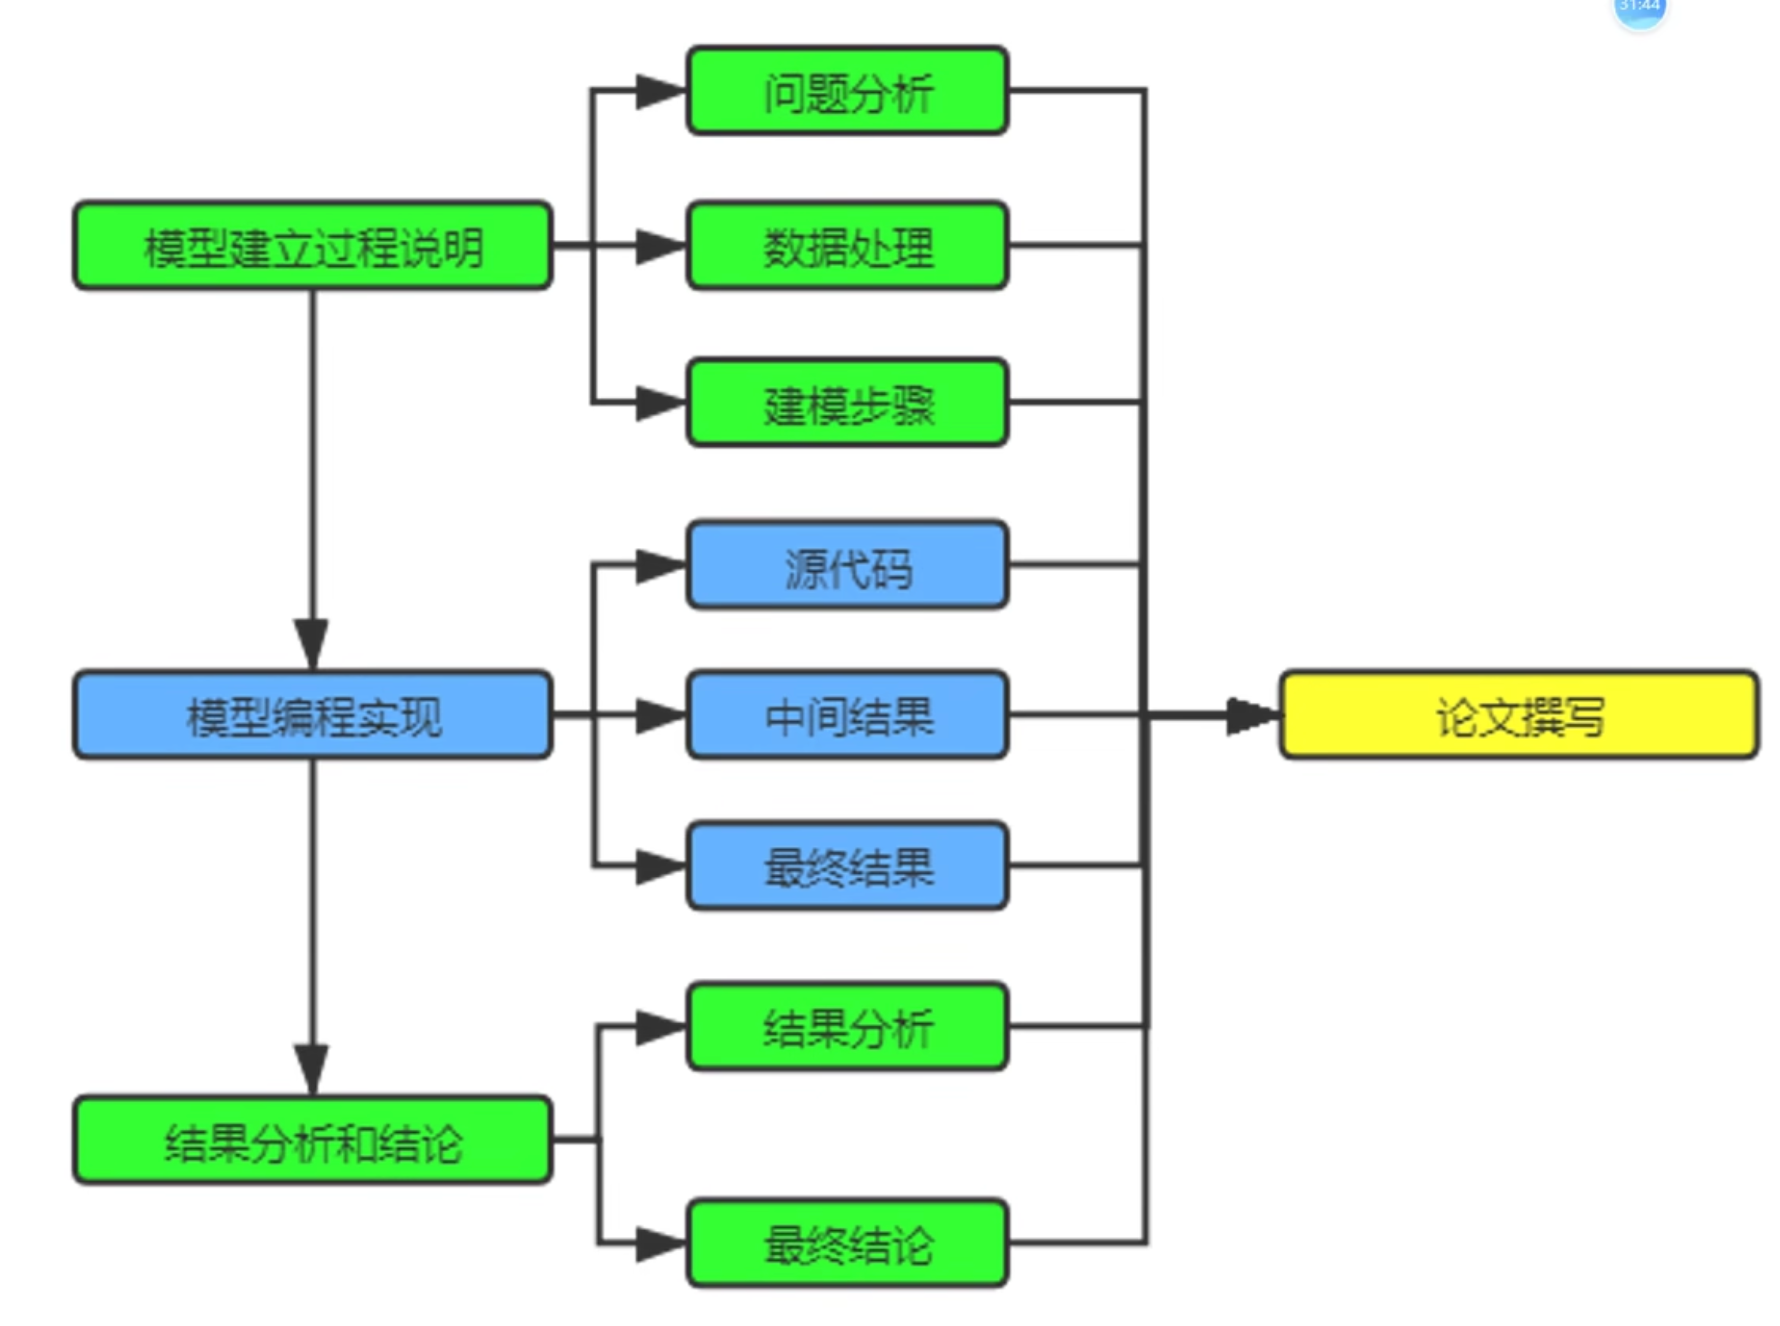 31:44
问题分析
模型建立过程说明
数据处理
建模步骤
源代码
模型编程实现
中间结果
论文撰写
最终结果
结果分析
结果分析和结论
最终结论